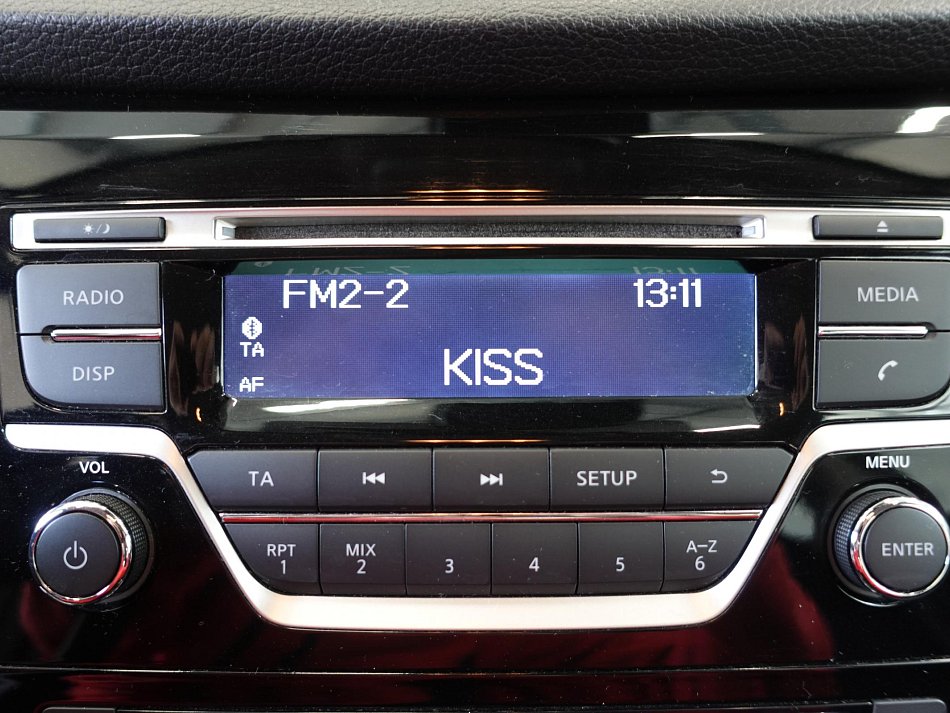 FM2-2 13:11
RADIO
MEDIA
TA
DISP
KISS
AF
VOL
MENU
TA
SETUP
RPT
1
MIX
2
3
4
5
A-Z
6
ENTER